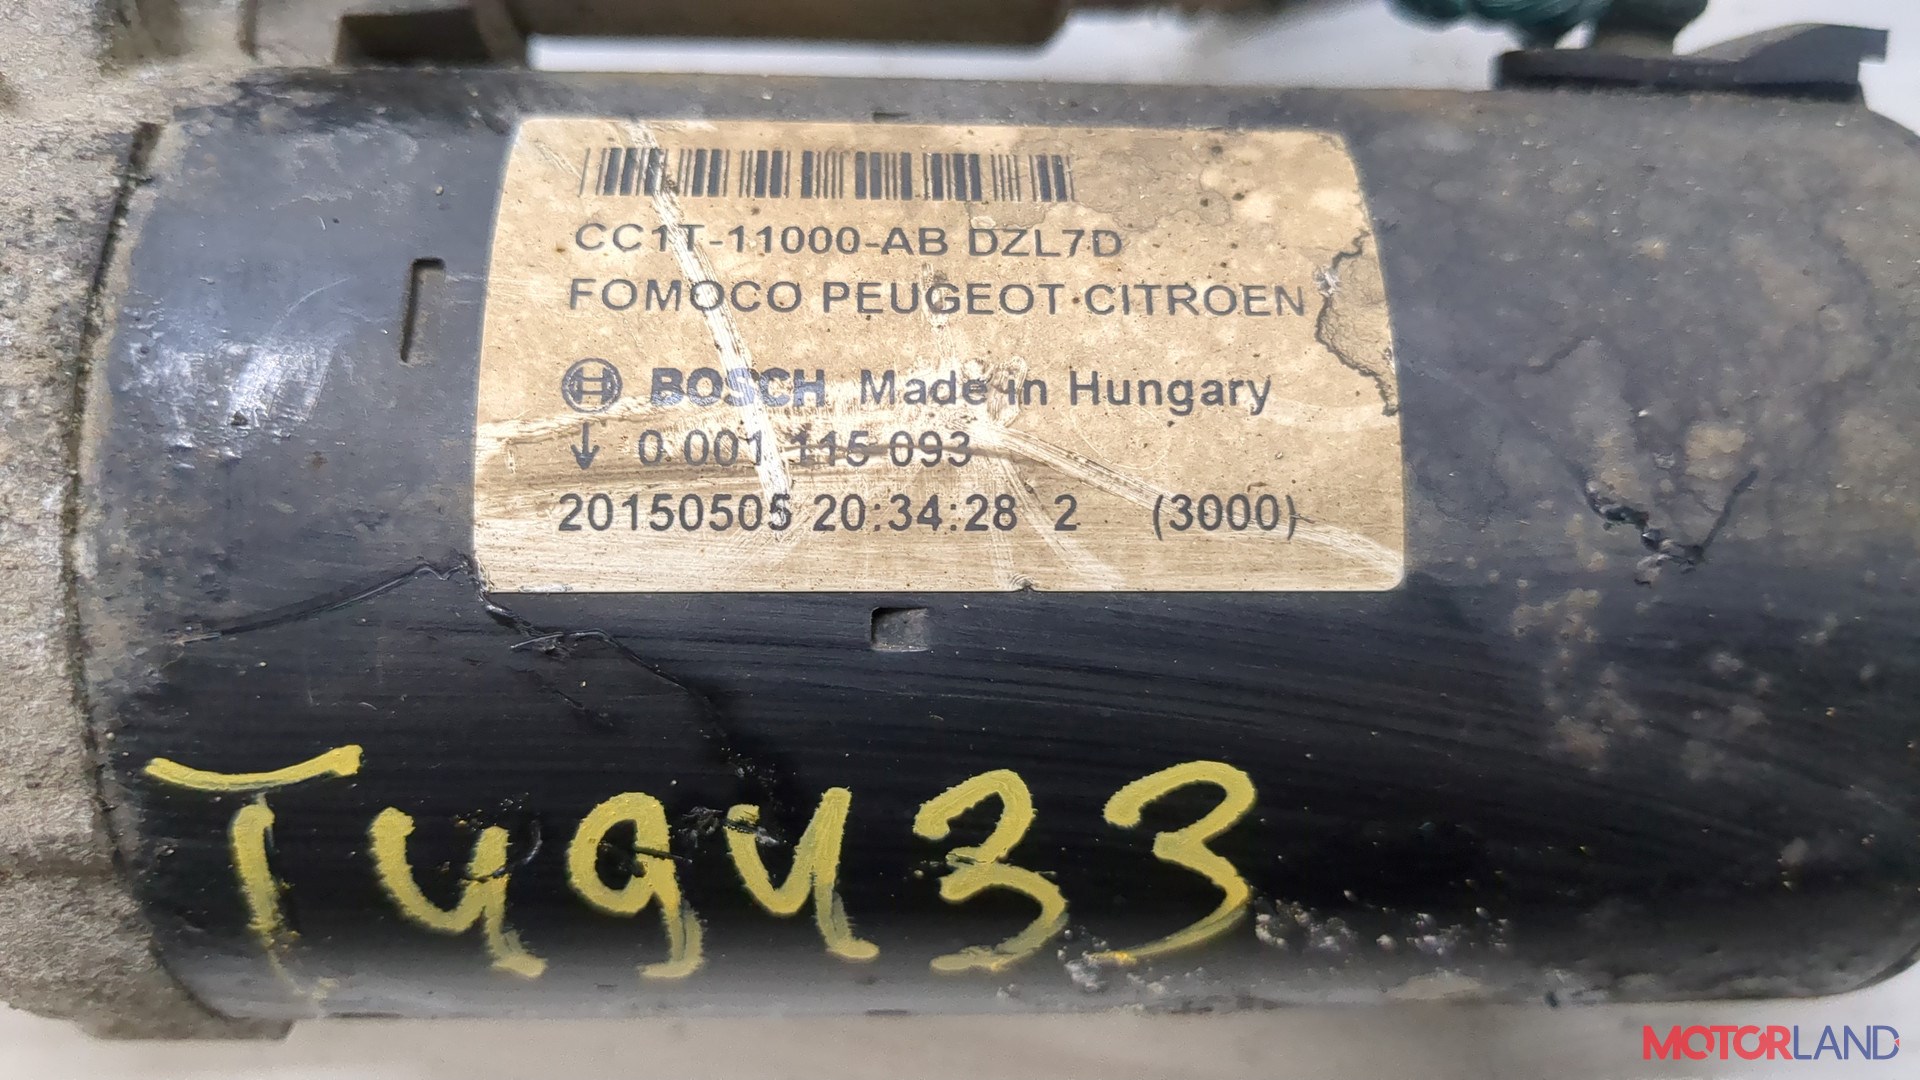 CC1T-11000-AB DZL7D
FOMOCO PEUGEOT·CITROEN
BOSCH Made in Hungary
↓ 0 001 115 093
20150505 20:34:28 2 (3000)
T49433
MOTORLAND